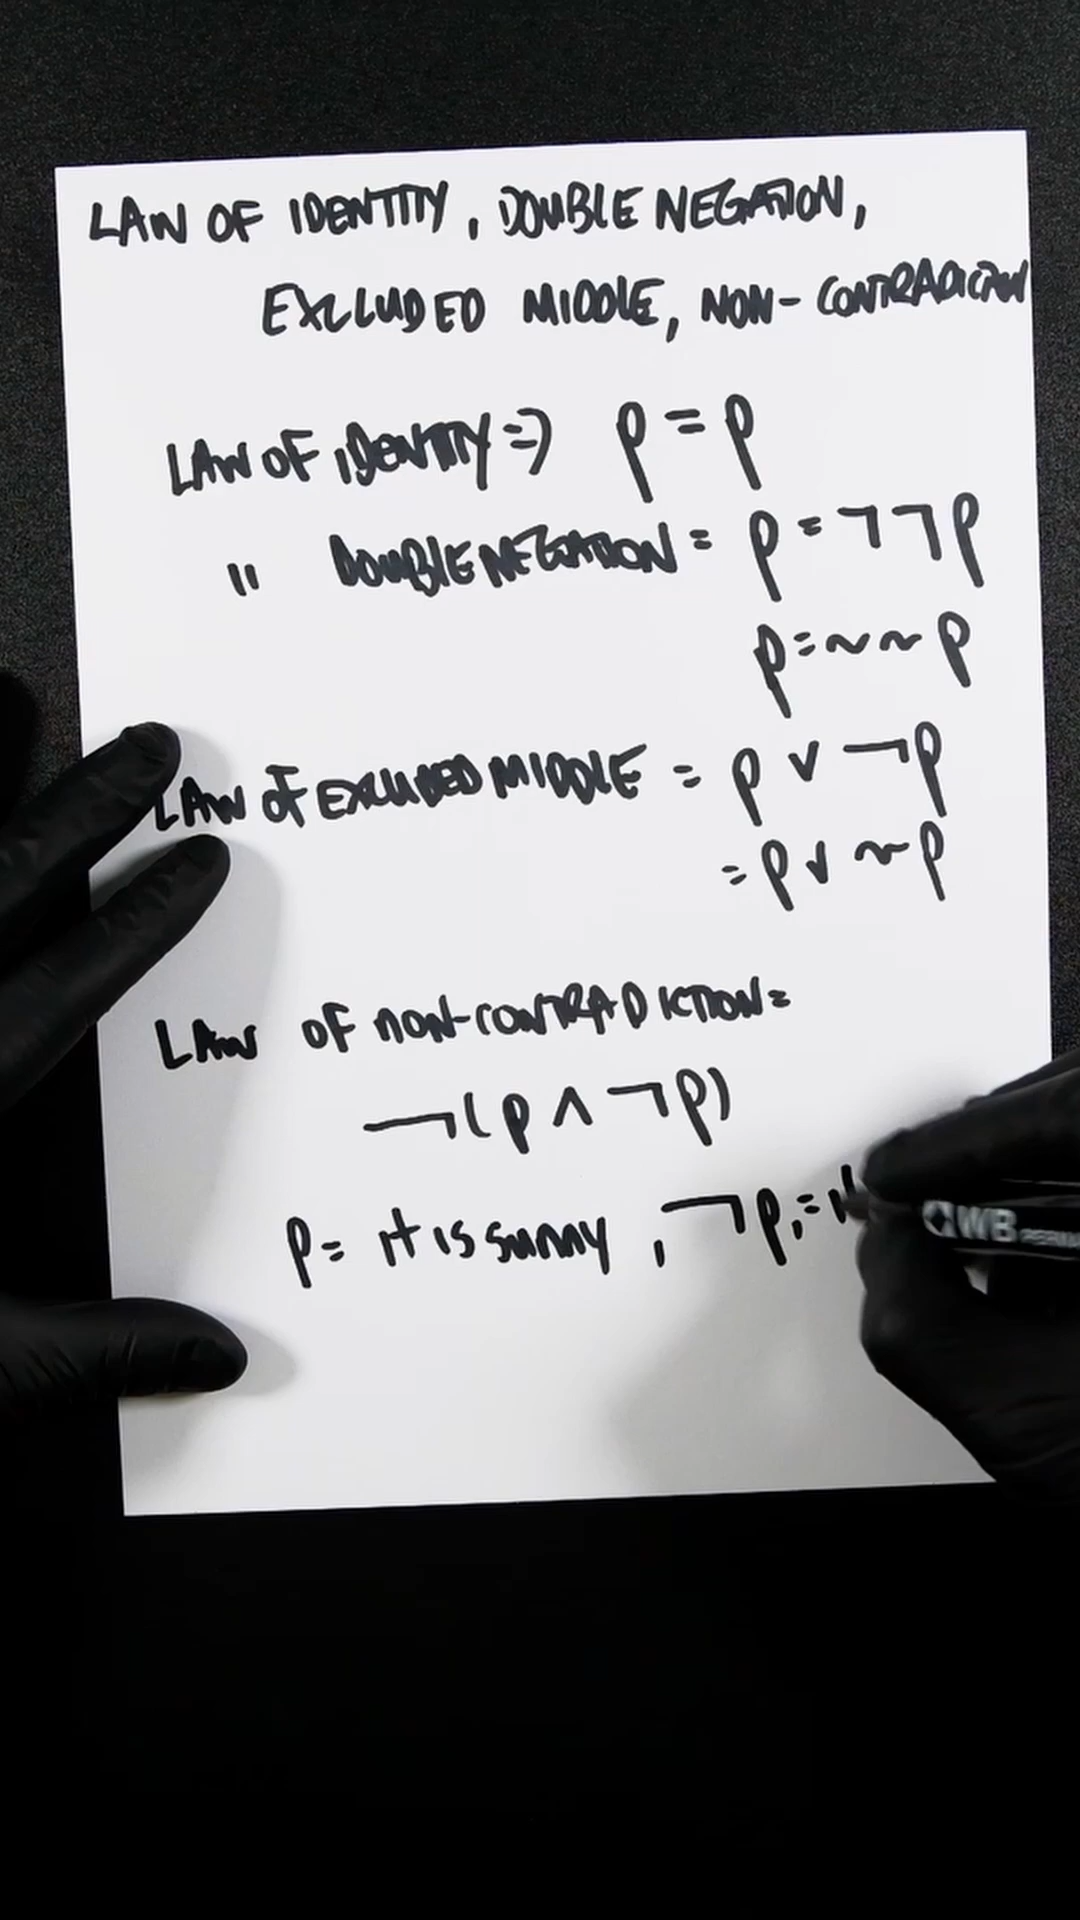 LAW OF IDENTITY, DOUBLE NEGATION,
EXCLUDED MIDDLE, NON-CONTRADICTION
LAW OF IDENTITY => p = p
" DOUBLE NEGATION = p = ¬¬p
p = ~~p
LAW OF EXCLUDED MIDDLE = p ∨ ¬p
= p ∨ ~p
LAW OF NON-CONTRADICTION =
¬(p ∧ ¬p)
p = it is sunny, ¬p, =
WB